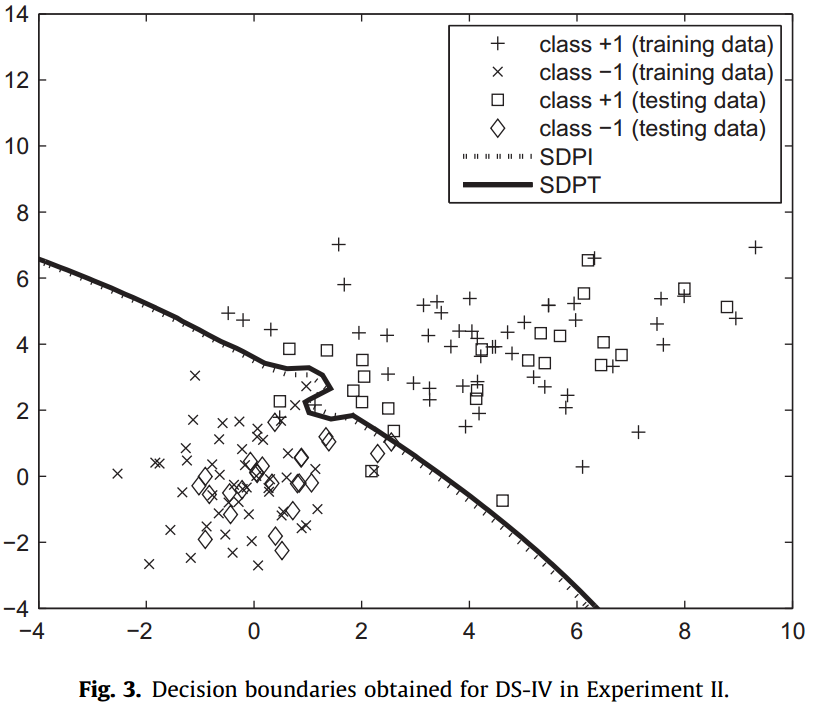 14
12
10
8
6
4
2
0
−2
−4
−4 −2 0 2 4 6 8 10
class +1 (training data)
class −1 (training data)
class +1 (testing data)
class −1 (testing data)
SDPI
SDPT
Fig. 3. Decision boundaries obtained for DS-IV in Experiment II.